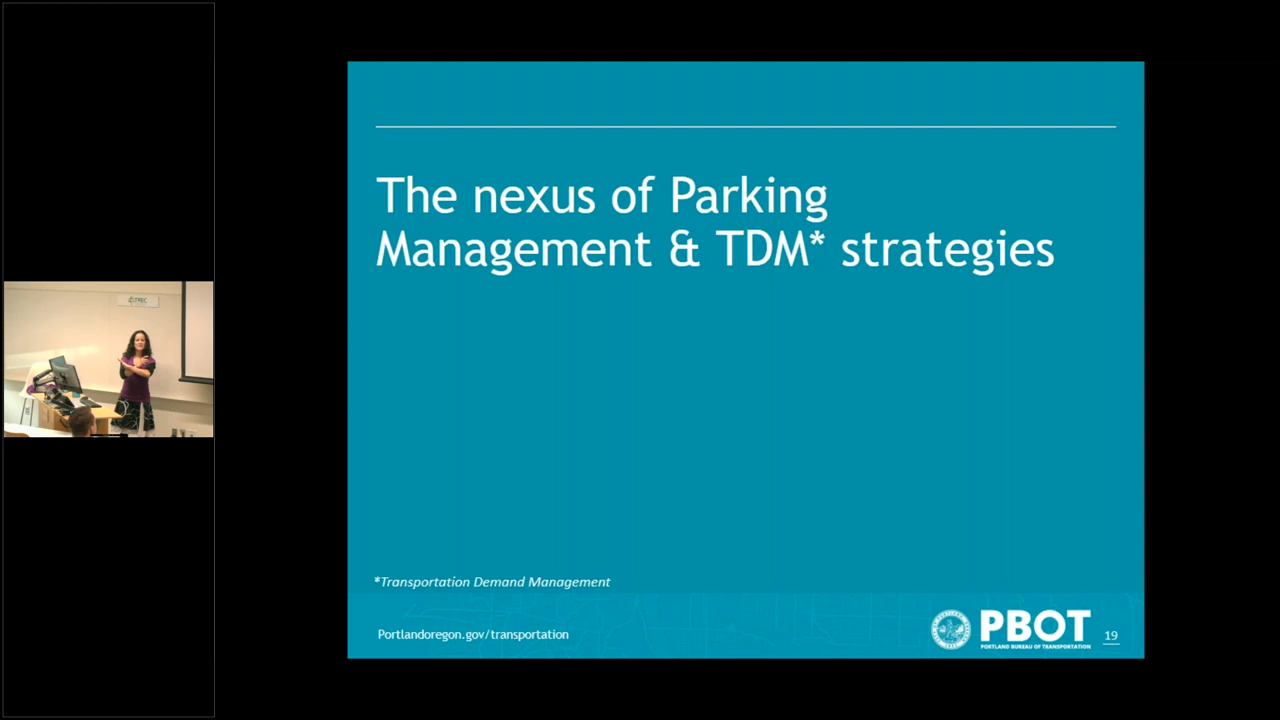 The nexus of Parking
Management & TDM* strategies
*Transportation Demand Management
Portlandoregon.gov/transportation
PBOT
PORTLAND BUREAU OF TRANSPORTATION
19